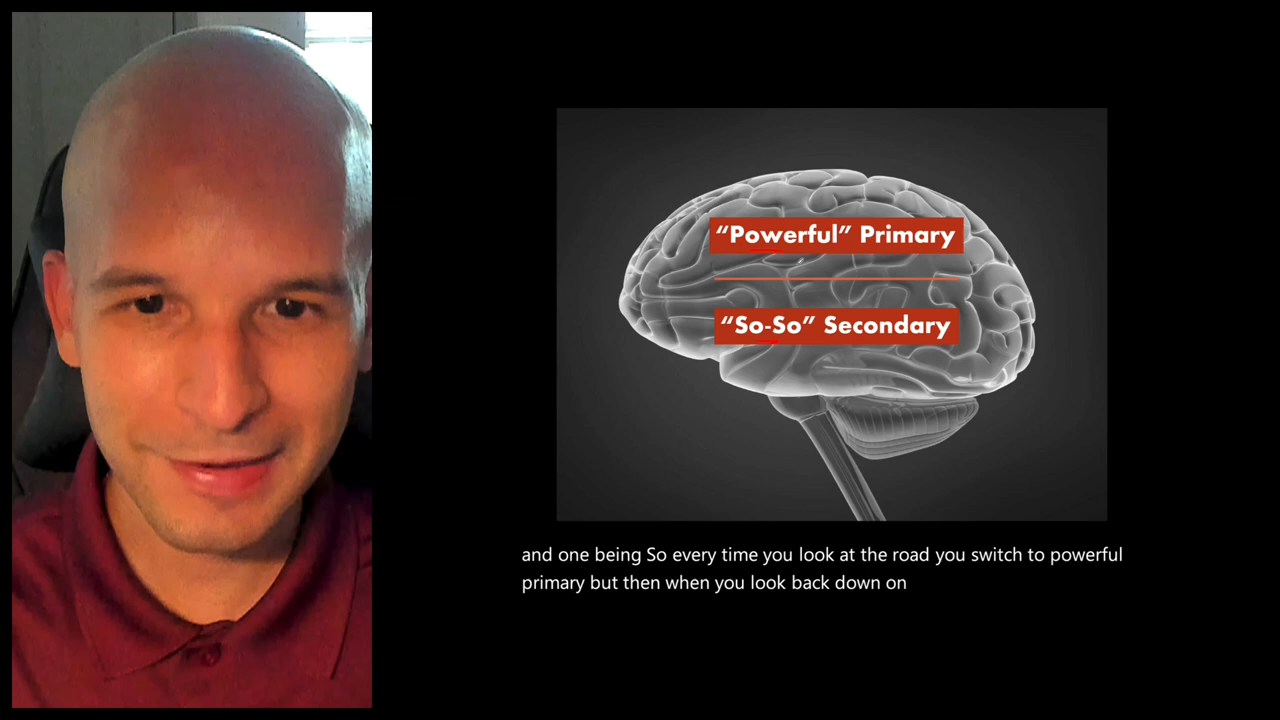 “Powerful” Primary
“So-So” Secondary
and one being So every time you look at the road you switch to powerful
primary but then when you look back down on